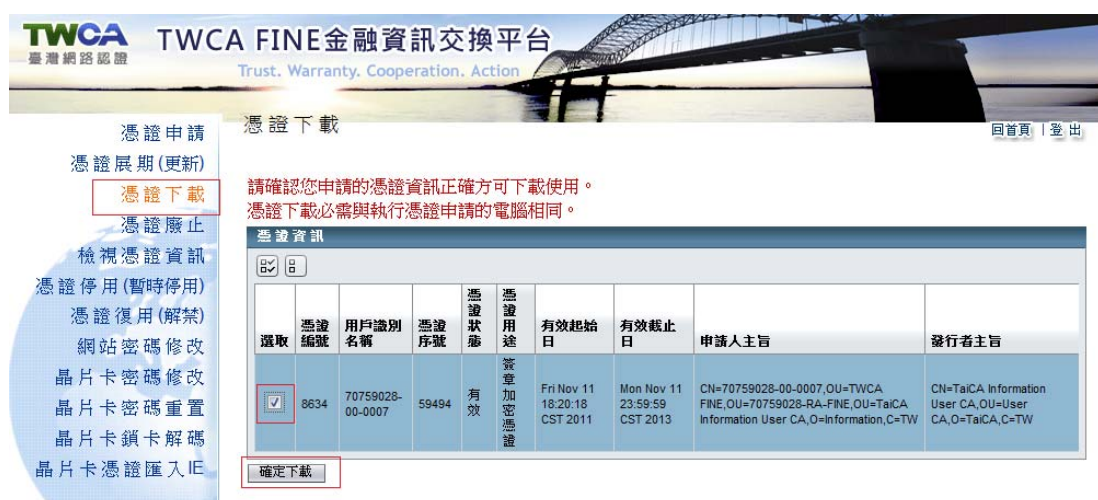 TWCA
臺灣網路認證
TWCA FINE金融資訊交換平台
Trust. Warranty. Cooperation. Action
憑證申請
憑證展期(更新)
憑證下載
憑證廢止
檢視憑證資訊
憑證停用(暫時停用)
憑證復用(解禁)
網站密碼修改
晶片卡密碼修改
晶片卡密碼重置
晶片卡鎖卡解碼
晶片卡憑證匯入IE
憑證下載
回首頁 | 登出
請確認您申請的憑證資訊正確方可下載使用。
憑證下載必需與執行憑證申請的電腦相同。
憑證資訊
選取
憑證
編號
用戶識別
名稱
憑證
序號
憑
證
狀
態
憑
證
用
途
有效起始
日
有效截止
日
申請人主旨
發行者主旨
8634
70759028-
00-0007
59494
有
效
簽
章
加
密
憑
證
Fri Nov 11
18:20:18
CST 2011
Mon Nov 11
23:59:59
CST 2013
CN=70759028-00-0007,OU=TWCA
FINE,OU=70759028-RA-FINE,OU=TaiCA
Information User CA,O=Information,C=TW
CN=TaiCA Information
User CA,OU=User
CA,O=TaiCA,C=TW
確定下載